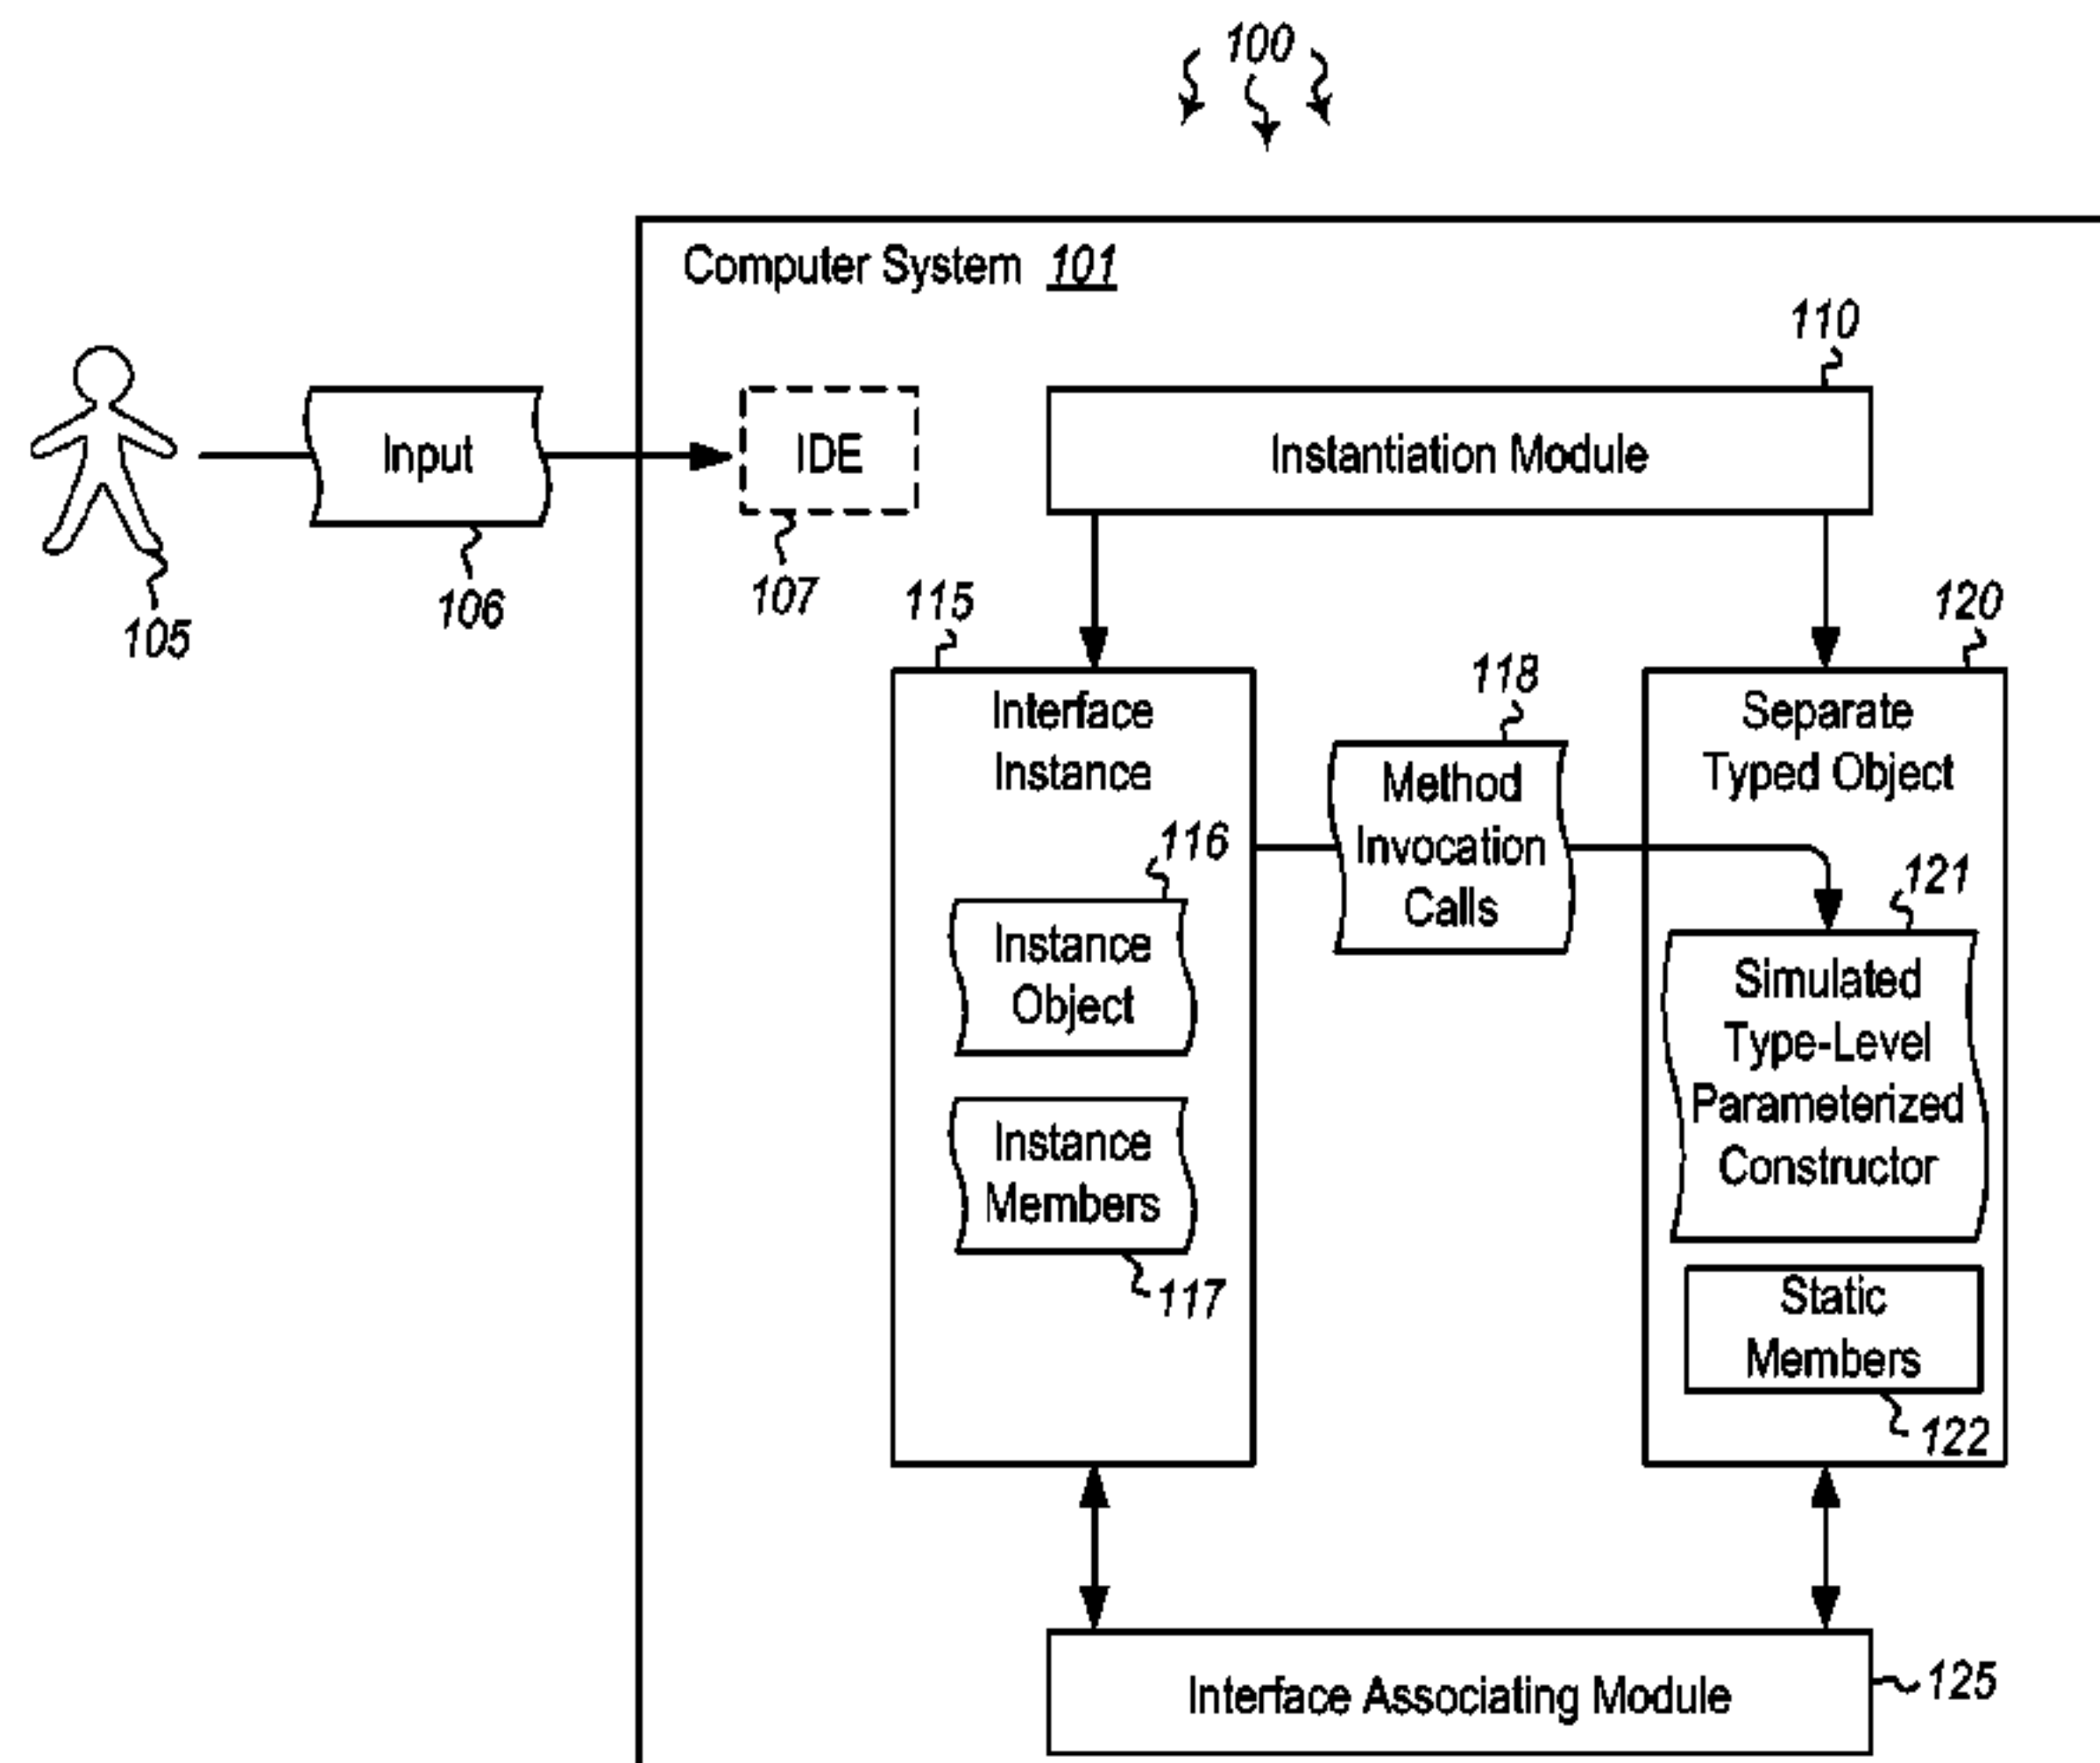 100
Computer System 101
110
Input
IDE
Instantiation Module
105
106
107
115
120
Interface
Instance
118
Method
Invocation
Calls
Separate
Typed Object
116
Instance
Object
121
Simulated
Type-Level
Parameterized
Constructor
Instance
Members
117
Static
Members
122
Interface Associating Module
125